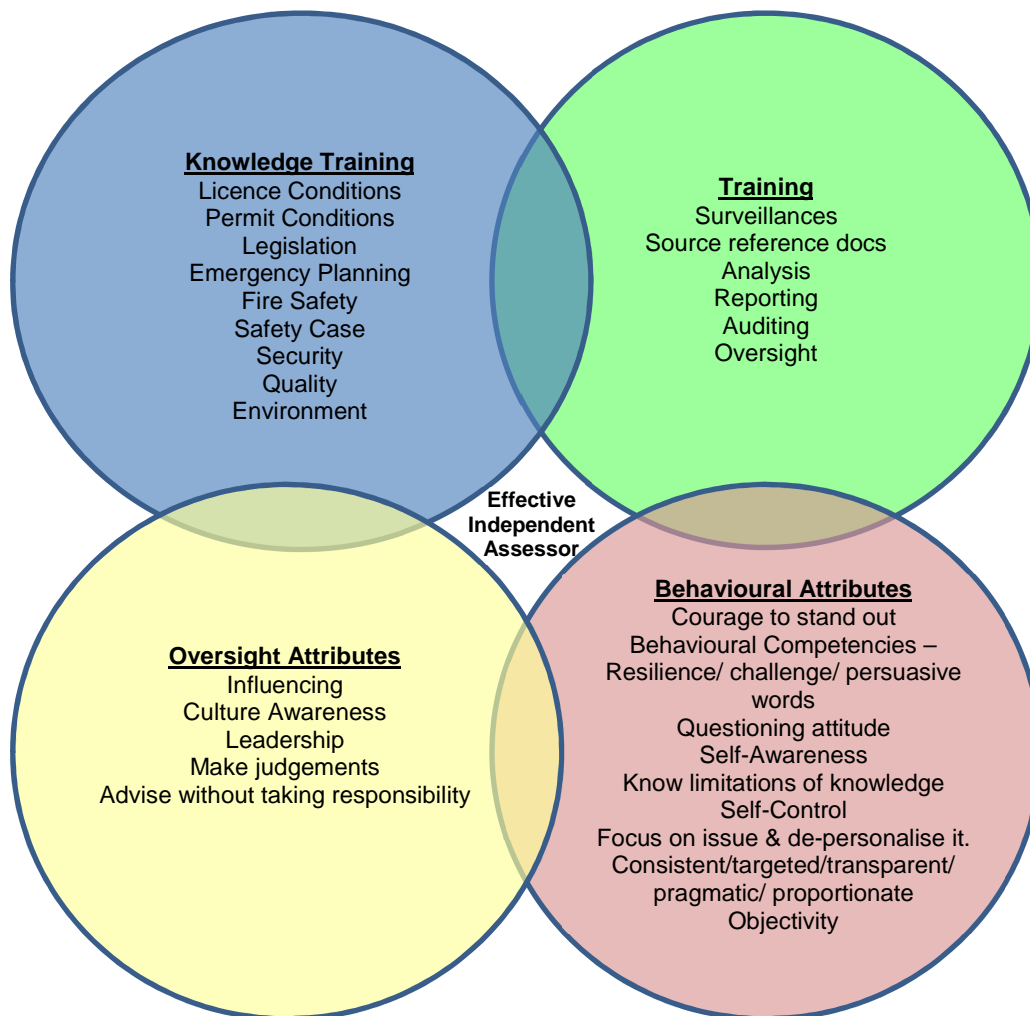 Knowledge Training
Licence Conditions
Permit Conditions
Legislation
Emergency Planning
Fire Safety
Safety Case
Security
Quality
Environment
Training
Surveillances
Source reference docs
Analysis
Reporting
Auditing
Oversight
Effective
Independent
Assessor
Oversight Attributes
Influencing
Culture Awareness
Leadership
Make judgements
Advise without taking responsibility
Behavioural Attributes
Courage to stand out
Behavioural Competencies –
Resilience/ challenge/ persuasive
words
Questioning attitude
Self-Awareness
Know limitations of knowledge
Self-Control
Focus on issue & de-personalise it.
Consistent/targeted/transparent/
pragmatic/ proportionate
Objectivity